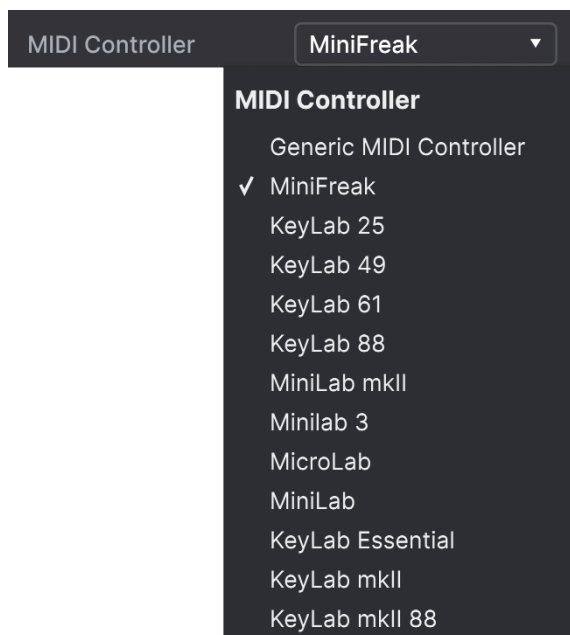 MIDI Controller MiniFreak ▼
MIDI Controller
Generic MIDI Controller
✓ MiniFreak
KeyLab 25
KeyLab 49
KeyLab 61
KeyLab 88
MiniLab mkII
Minilab 3
MicroLab
MiniLab
KeyLab Essential
KeyLab mkII
KeyLab mkII 88